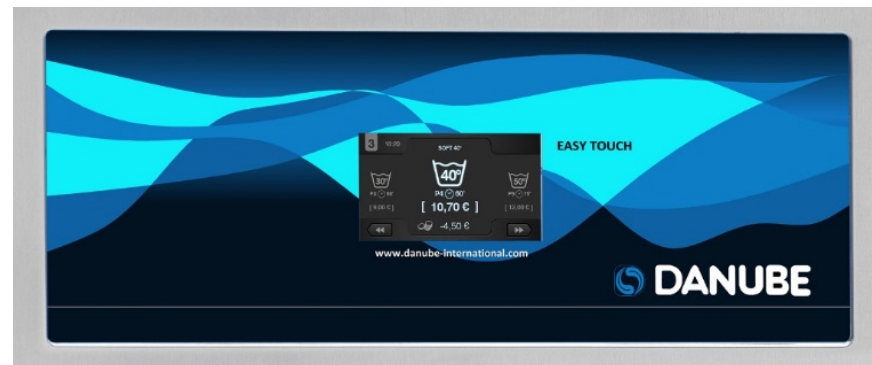 3
SOFT 40°
EASY TOUCH
30°
40°
50°
P4 60'
[ 10,70 € ]
-4,50 €
www.danube-international.com
DANUBE